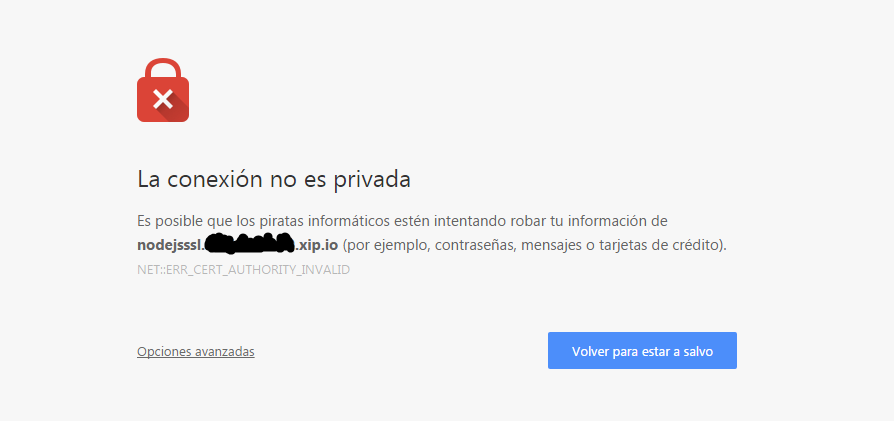 La conexión no es privada
Es posible que los piratas informáticos estén intentando robar tu información de
nodejsssl. .xip.io (por ejemplo, contraseñas, mensajes o tarjetas de crédito).
NET::ERR_CERT_AUTHORITY_INVALID
Opciones avanzadas
Volver para estar a salvo